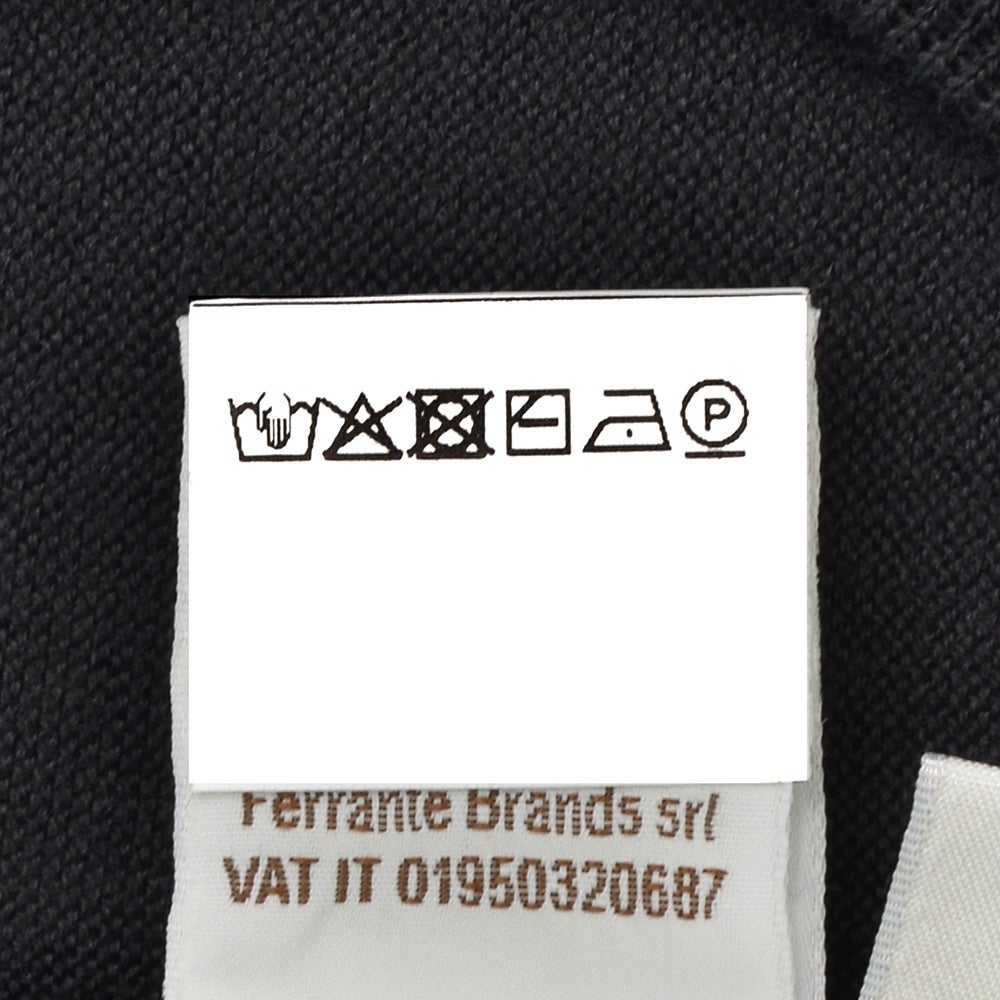 P
Ferrante Brands srl
VAT IT 01950320687